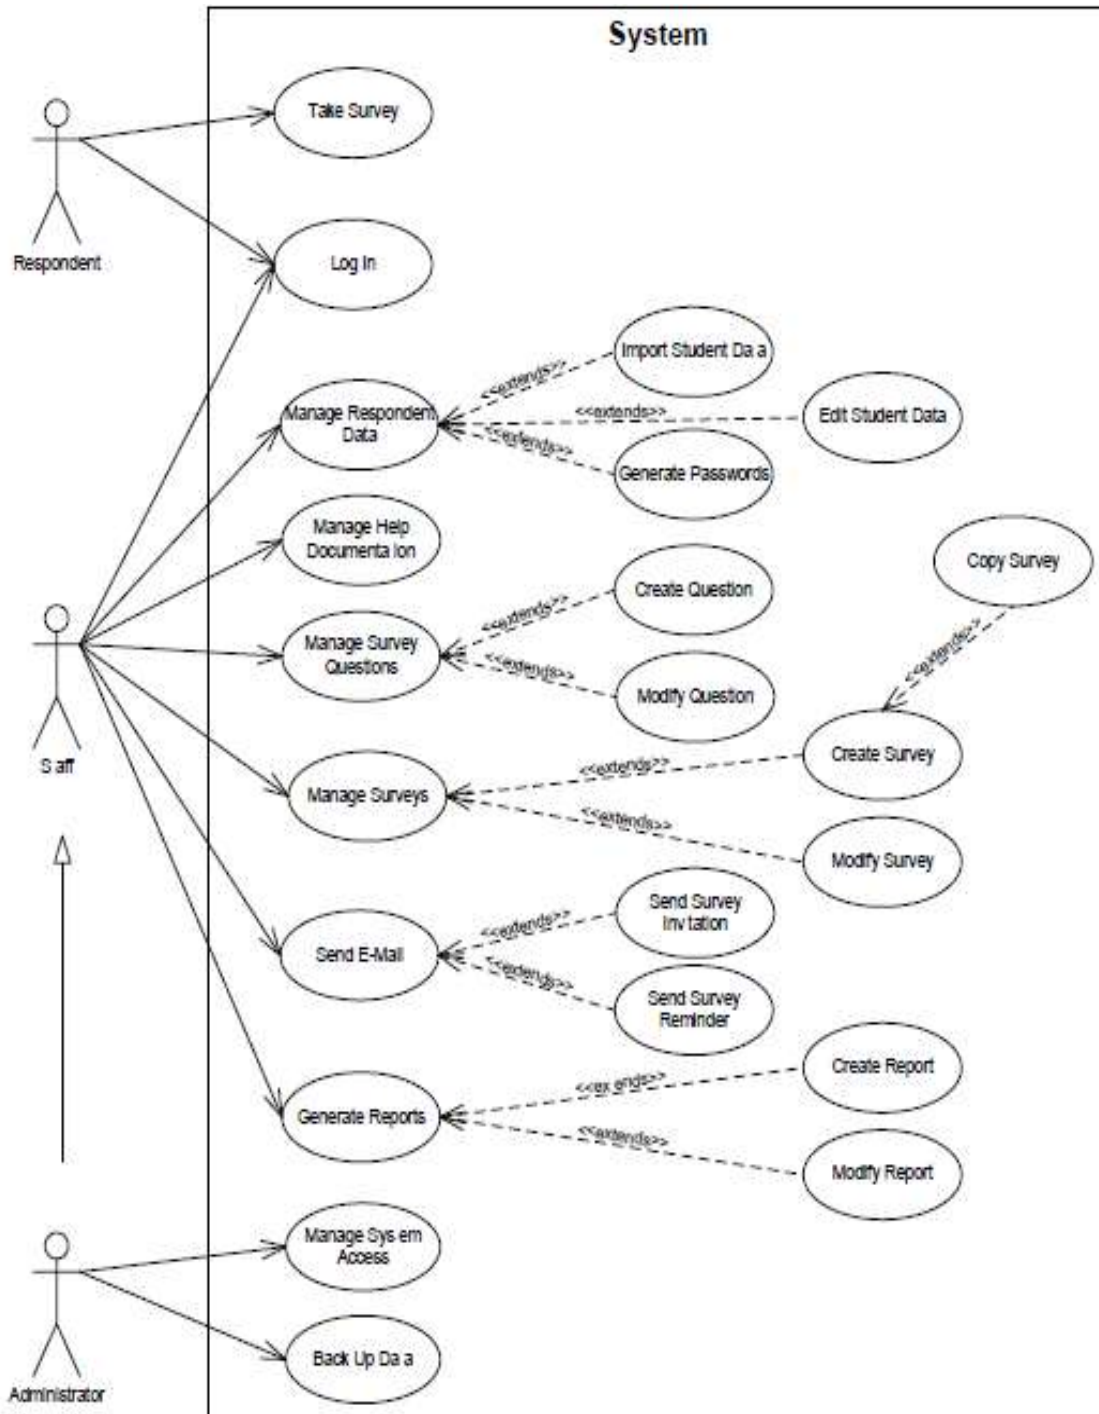 System
Take Survey
Respondent
Log In
Import Student Da a
<<extends>>
Manage Respondent
Data
<<extends>>
Edit Student Data
<<extends>>
Generate Passwords
Manage Help
Documenta ion
Copy Survey
Create Question
<<extends>>
<<extends>>
Manage Survey
Questions
<<extends>>
Modify Question
S aff
Create Survey
<<extends>>
Manage Surveys
<<extends>>
Modify Survey
Send Survey
Inv tation
<<extends>>
Send E-Mail
<<extends>>
Send Survey
Reminder
Create Report
<<ex ends>>
Generate Reports
<<extends>>
Modify Report
Manage Sys em
Access
Back Up Da a
Administrator